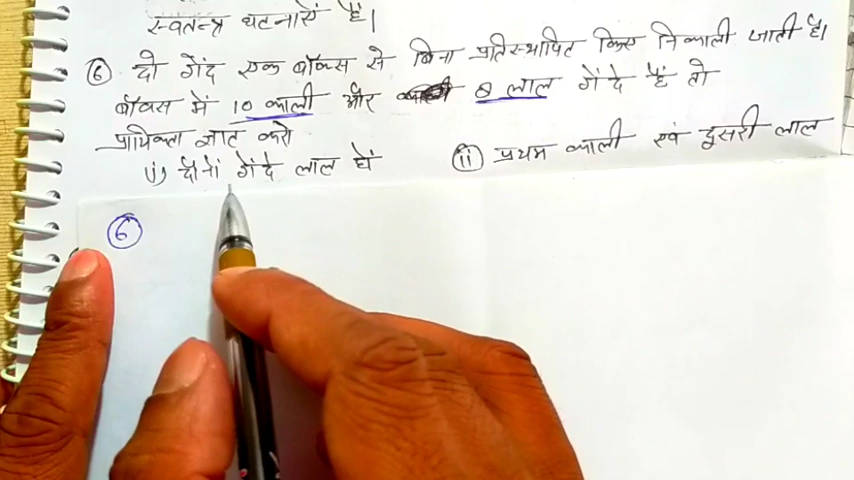 स्वतन्त्र घटनाएं हैं।
⑥ दो गेंद एक बॉक्स से बिना प्रतिस्थापित किए निकाली जाती है।
बॉक्स में 10 काली और 8 लाल गेंदे हैं तो
प्रायिकता ज्ञात करो
(i) दोनों गेंदे लाल हों (ii) प्रथम काली एवं दूसरी लाल
⑥